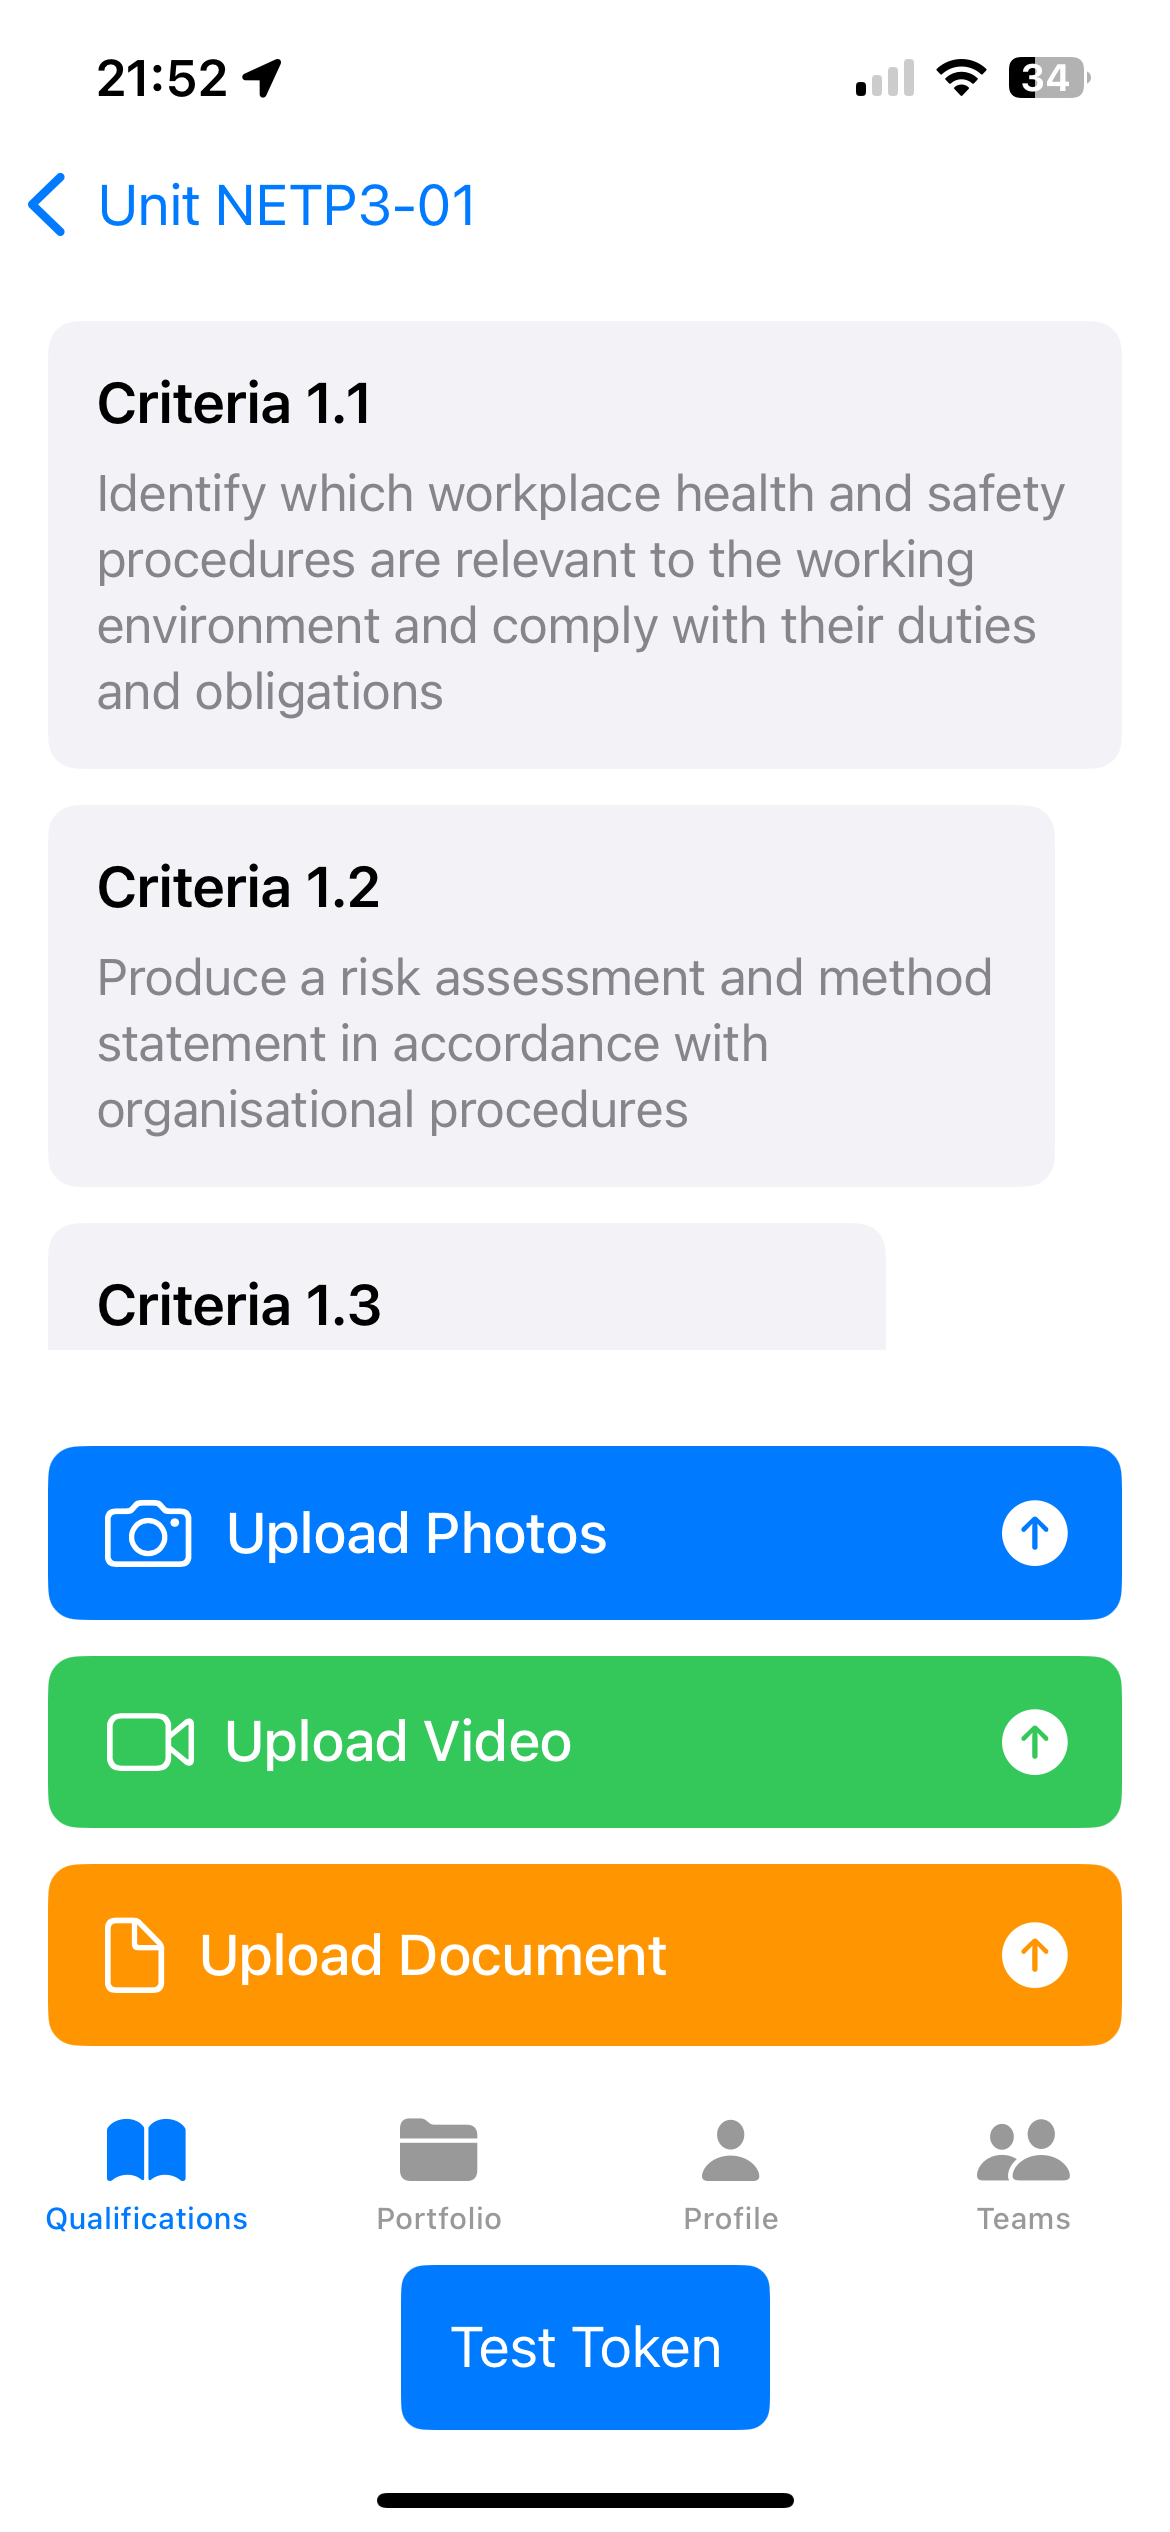 21:52
34
Unit NETP3-01
Criteria 1.1
Identify which workplace health and safety
procedures are relevant to the working
environment and comply with their duties
and obligations
Criteria 1.2
Produce a risk assessment and method
statement in accordance with
organisational procedures
Criteria 1.3
Upload Photos
Upload Video
Upload Document
Qualifications
Portfolio
Profile
Teams
Test Token